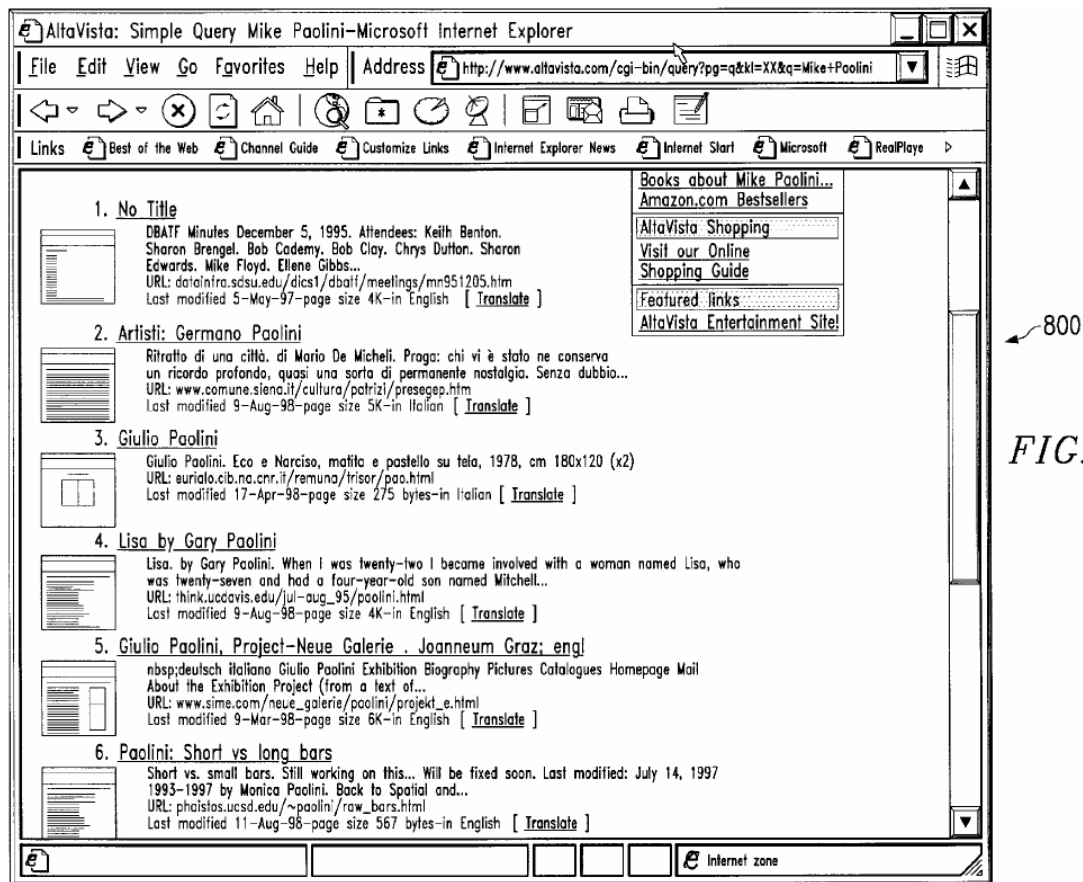 AltaVista: Simple Query Mike Paolini-Microsoft Internet Explorer
File Edit View Go Favorites Help Address http://www.altavista.com/cgi-bin/query?pg=q&kl=XX&q=Mike+Paolini
Links Best of the Web Channel Guide Customize Links Internet Explorer News Internet Start Microsoft RealPlaye
Books about Mike Paolini...
Amazon.com Bestsellers
AltaVista Shopping
Visit our Online
Shopping Guide
Featured links
AltaVista Entertainment Site!
1. No Title
DBATF Minutes December 5, 1995. Attendees: Keith Benton.
Sharon Brengel. Bob Cademy. Bob Clay. Chrys Dutton. Sharon
Edwards. Mike Floyd. Ellene Gibbs...
URL: datainfra.sdsu.edu/dics1/dbatf/meetings/mn951205.htm
Last modified 5-May-97-page size 4K-in English [ Translate ]
2. Artisti: Germano Paolini
Ritratto di una città. di Mario De Micheli. Proga: chi vi è stato ne conserva
un ricordo profondo, quasi una sorta di permanente nostalgia. Senza dubbio...
URL: www.comune.siena.it/cultura/patrizi/presegep.htm
Last modified 9-Aug-98-page size 5K-in Italian [ Translate ]
3. Giulio Paolini
Giulio Paolini. Eco e Narciso, matita e pastello su tela, 1978, cm 180x120 (x2)
URL: eurialo.cib.na.cnr.it/remuna/trisor/pao.html
Last modified 17-Apr-98-page size 275 bytes-in Italian [ Translate ]
4. Lisa by Gary Paolini
Lisa. by Gary Paolini. When I was twenty-two I became involved with a woman named Lisa, who
was twenty-seven and had a four-year-old son named Mitchell...
URL: think.ucdavis.edu/jul-aug_95/paolini.html
Last modified 9-Aug-98-page size 4K-in English [ Translate ]
5. Giulio Paolini, Project-Neue Galerie . Joanneum Graz; engl
nbsp;deutsch italiano Giulio Paolini Exhibition Biography Pictures Catalogues Homepage Mail
About the Exhibition Project (from a text of...
URL: www.sime.com/neue_galerie/paolini/projekt_e.html
Last modified 9-Mar-98-page size 6K-in English [ Translate ]
6. Paolini: Short vs long bars
Short vs. small bars. Still working on this... Will be fixed soon. Last modified: July 14, 1997
1993-1997 by Monica Paolini. Back to Spatial and...
URL: phaistos.ucsd.edu/~paolini/raw_bars.html
Last modified 11-Aug-98-page size 567 bytes-in English [ Translate ]
Internet zone
800
FIG.